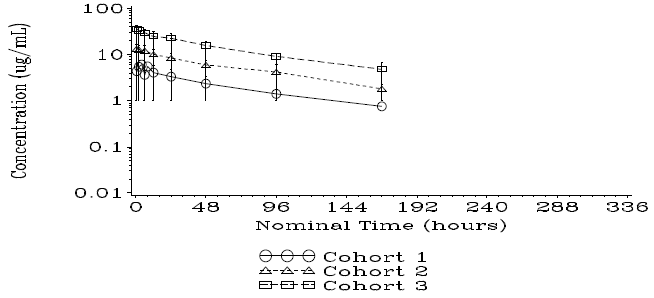 Concentration (ug/mL)
100
10
1
0.1
0.01
0 48 96 144 192 240 288 336
Nominal Time (hours)
Cohort 1
Cohort 2
Cohort 3